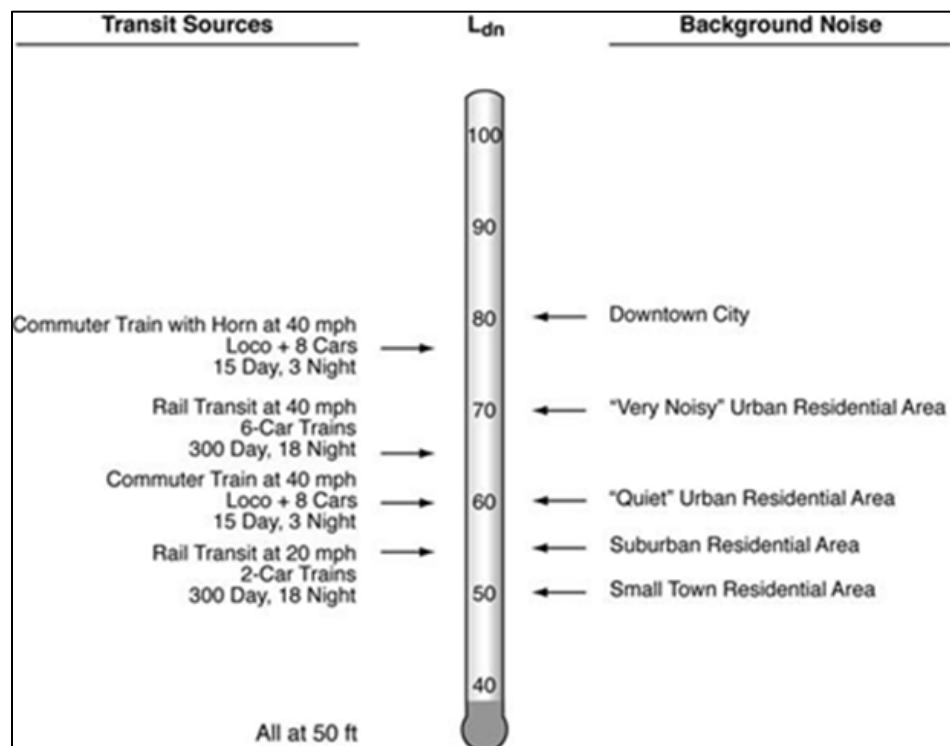 Transit Sources
L_dn
Background Noise
100
90
80
70
60
50
40
Commuter Train with Horn at 40 mph
Loco + 8 Cars
15 Day, 3 Night
Rail Transit at 40 mph
6-Car Trains
300 Day, 18 Night
Commuter Train at 40 mph
Loco + 8 Cars
15 Day, 3 Night
Rail Transit at 20 mph
2-Car Trains
300 Day, 18 Night
All at 50 ft
Downtown City
“Very Noisy” Urban Residential Area
“Quiet” Urban Residential Area
Suburban Residential Area
Small Town Residential Area